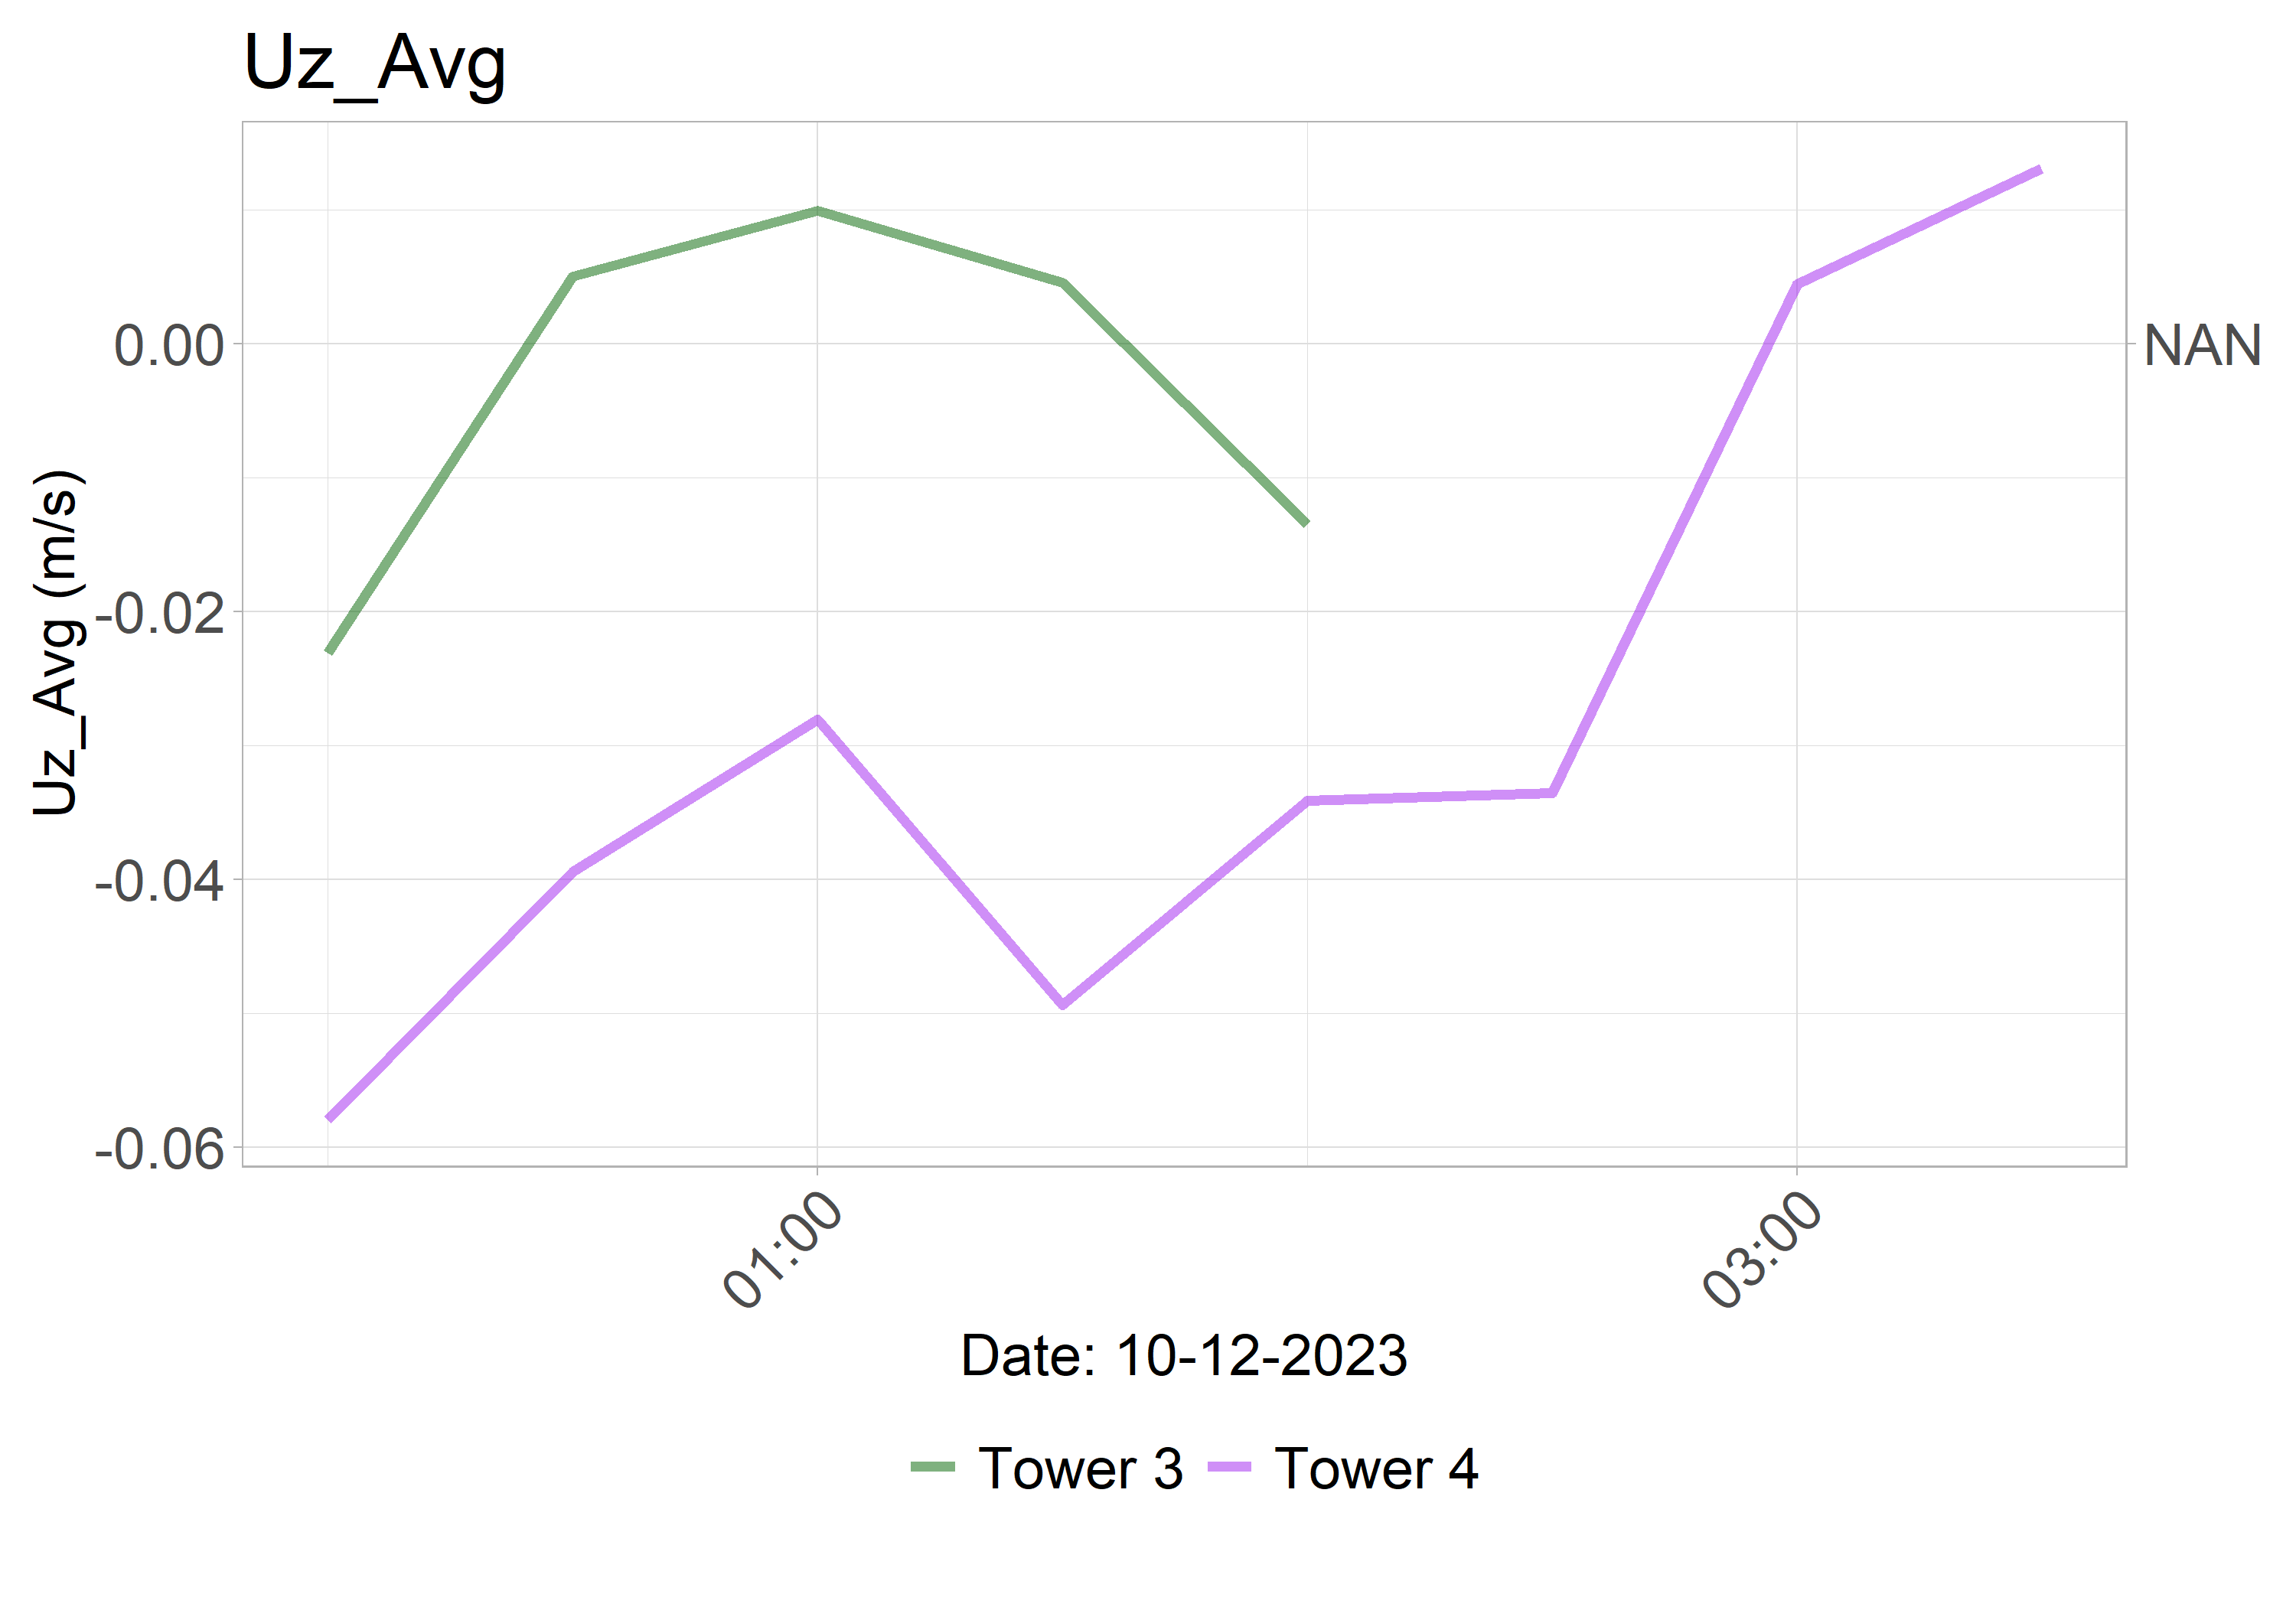 Uz_Avg
Uz_Avg (m/s)
0.00
-0.02
-0.04
-0.06
NAN
01:00
03:00
Date: 10-12-2023
Tower 3
Tower 4